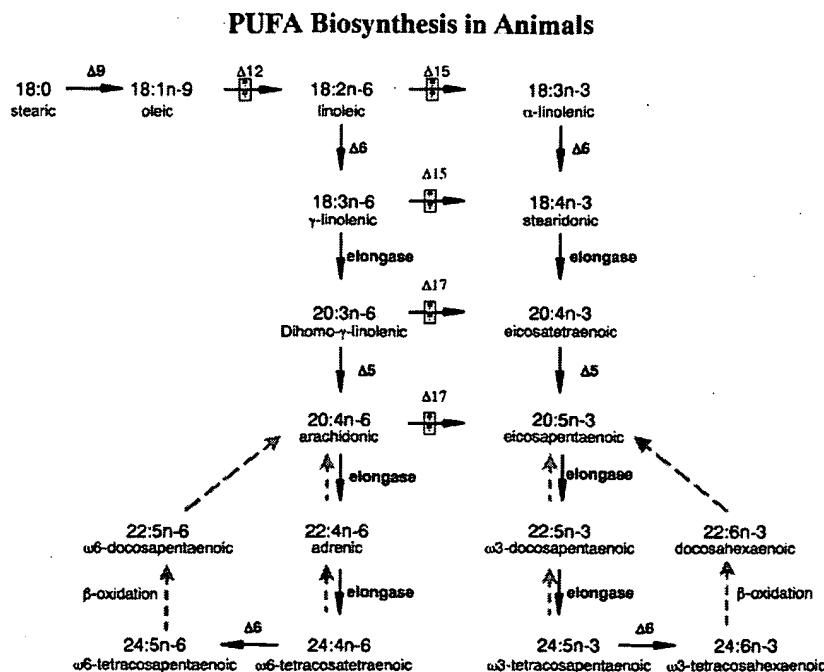 PUFA Biosynthesis in Animals
Δ9 Δ12 Δ15
18:0 18:1n-9 18:2n-6 18:3n-3
stearic oleic linoleic α-linolenic
Δ6 Δ6
Δ15
18:3n-6 18:4n-3
γ-linolenic stearidonic
elongase elongase
Δ17
20:3n-6 20:4n-3
Dihomo-γ-linolenic eicosatetraenoic
Δ5 Δ5
Δ17
20:4n-6 20:5n-3
arachidonic eicosapentaenoic
elongase elongase
22:5n-6 22:4n-6 22:5n-3 22:6n-3
ω6-docosapentaenoic adrenic ω3-docosapentaenoic docosahexaenoic
β-oxidation elongase elongase β-oxidation
Δ6 Δ6
24:5n-6 24:4n-6 24:5n-3 24:6n-3
ω6-tetracosapentaenoic ω6-tetracosatetraenoic ω3-tetracosapentaenoic ω3-tetracosahexaenoic